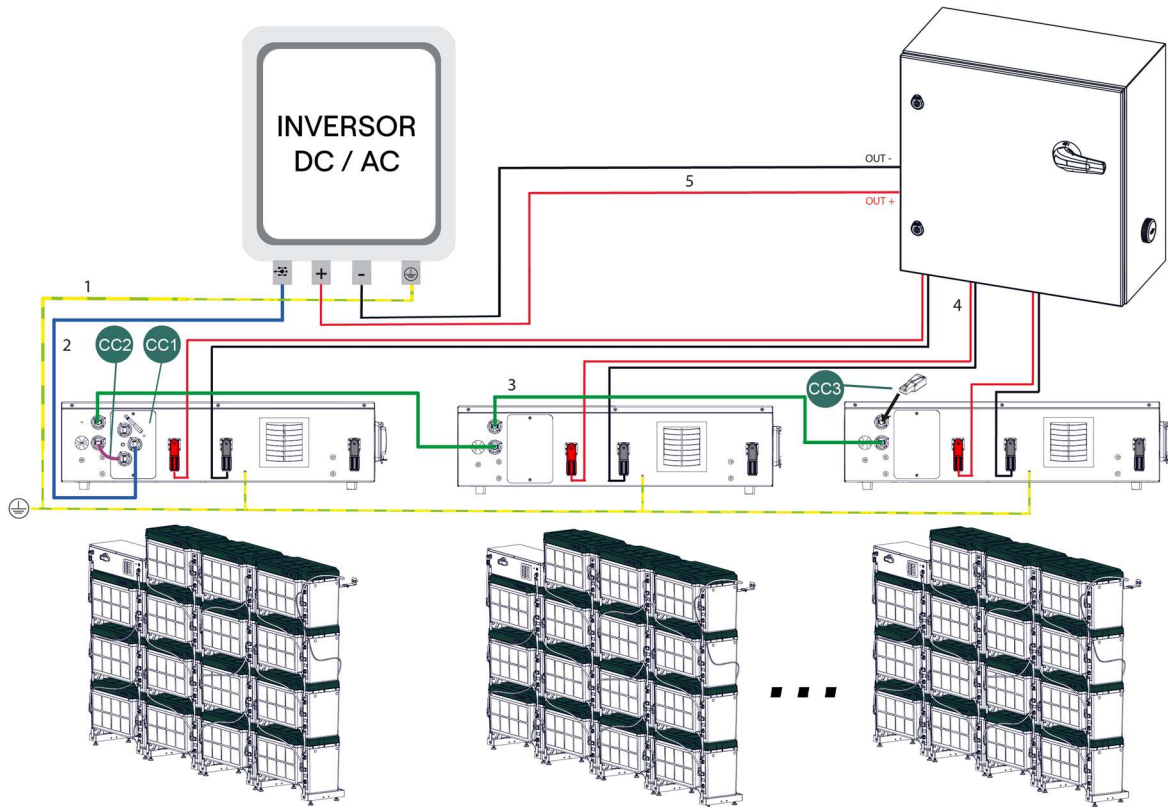 INVERSOR
DC / AC
OUT -
5
OUT +
+
-
1
4
2
CC2
CC1
3
CC3